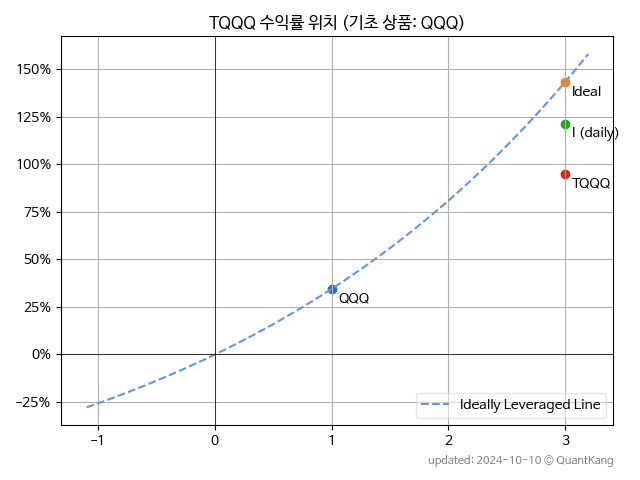 TQQQ 수익률 위치 (기초 상품: QQQ)
150%
125%
100%
75%
50%
25%
0%
−25%
Ideal
I (daily)
TQQQ
QQQ
Ideally Leveraged Line
−1 0 1 2 3
updated: 2024-10-10 © QuantKang